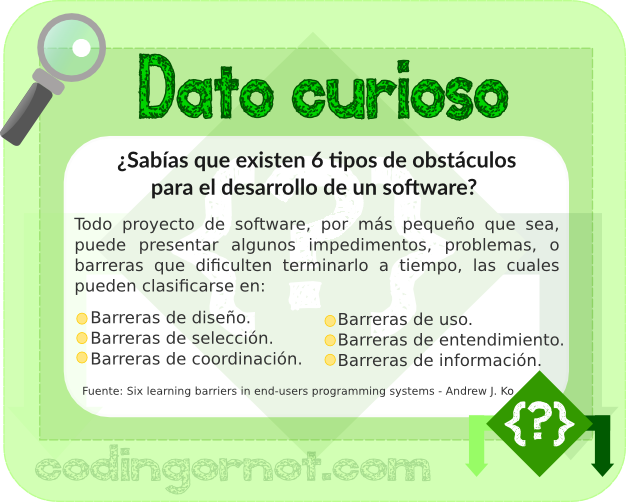 Dato curioso
¿Sabías que existen 6 tipos de obstáculos
para el desarrollo de un software?
Todo proyecto de software, por más pequeño que sea,
puede presentar algunos impedimentos, problemas, o
barreras que dificulten terminarlo a tiempo, las cuales
pueden clasificarse en:
Barreras de diseño.
Barreras de selección.
Barreras de coordinación.
Barreras de uso.
Barreras de entendimiento.
Barreras de información.
Fuente: Six learning barriers in end-users programming systems - Andrew J. Ko
{?}
codingornot.com